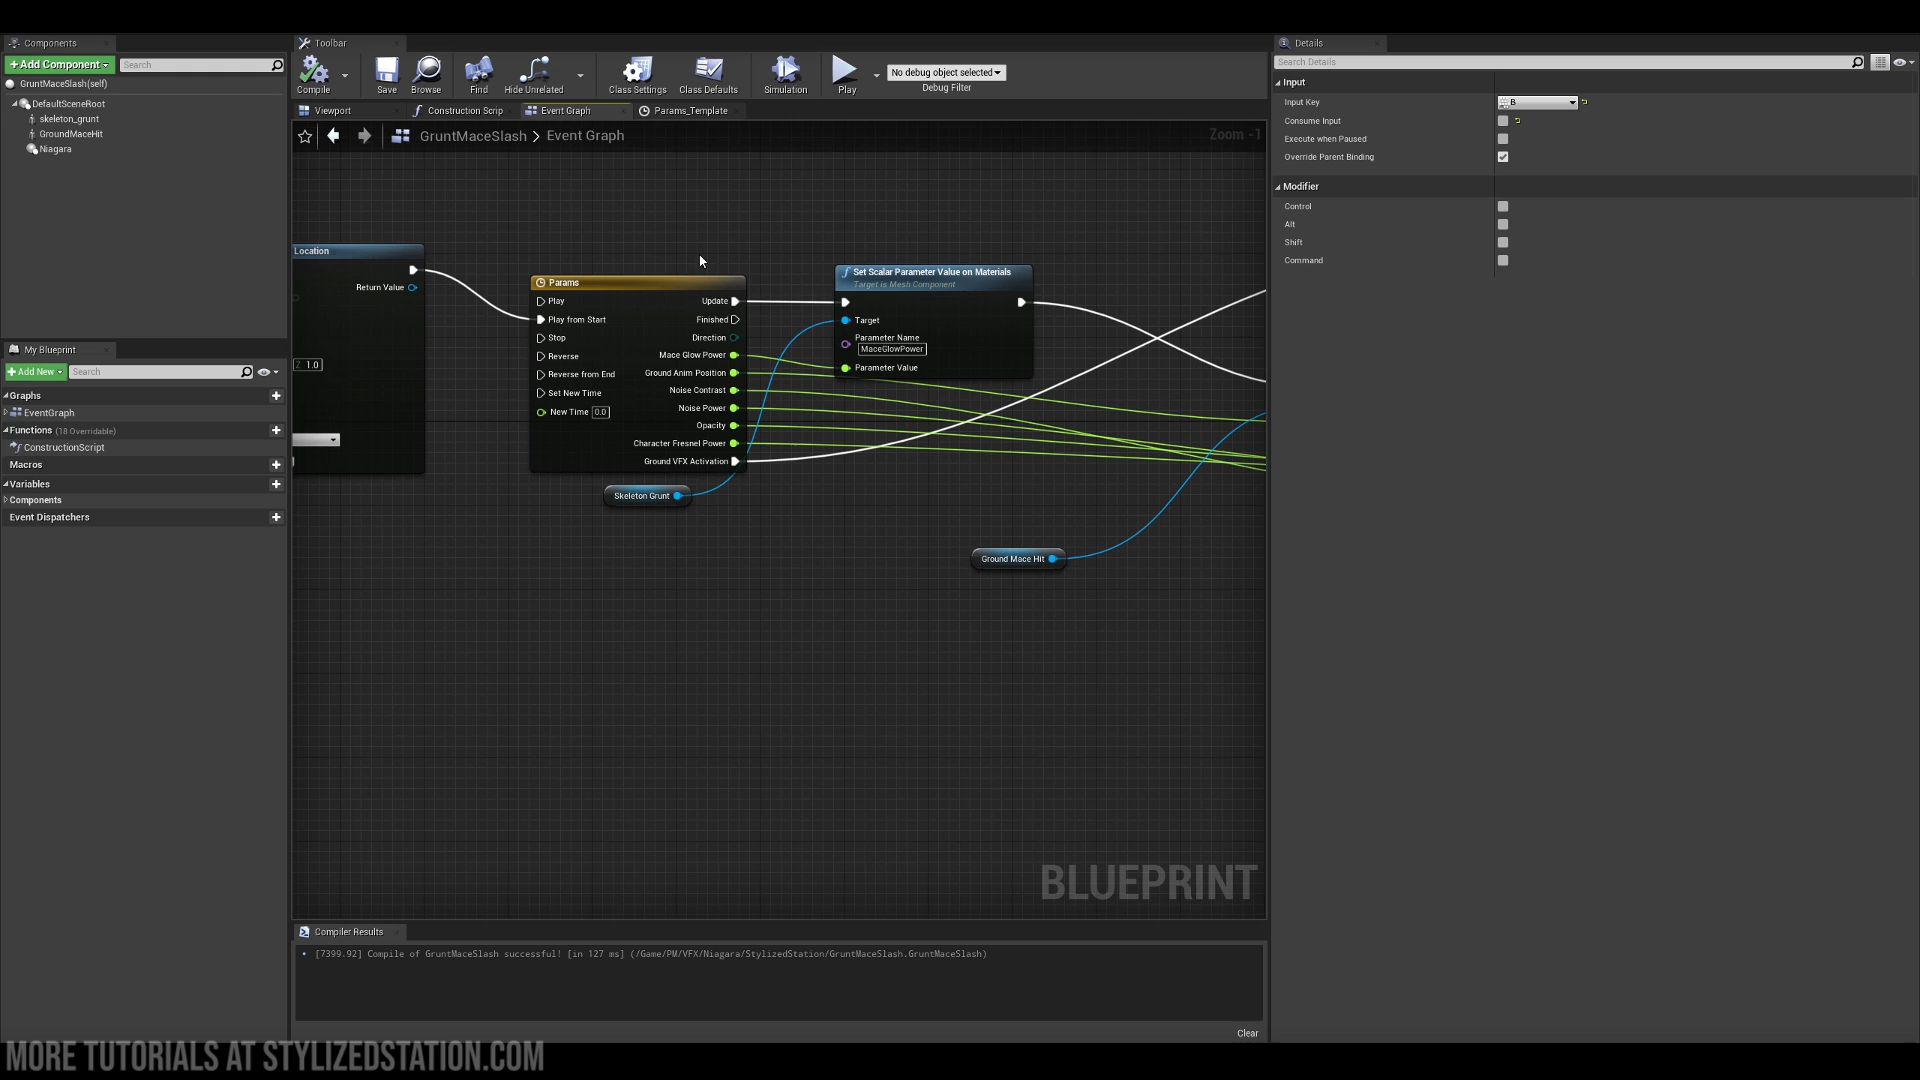 Components
+Add Component
Search
GruntMaceSlash(self)
DefaultSceneRoot
skeleton_grunt
GroundMaceHit
Niagara
My Blueprint
+Add New
Search
Graphs
EventGraph
Functions (18 Overridable)
ConstructionScript
Macros
Variables
Components
Event Dispatchers
Toolbar
Compile
Save
Browse
Find
Hide Unrelated
Class Settings
Class Defaults
Simulation
Play
No debug object selected
Debug Filter
Viewport
Construction Scrip
Event Graph
Params_Template
GruntMaceSlash > Event Graph
Zoom -1
Location
Return Value
Z 1.0
Params
Play
Update
Play from Start
Finished
Stop
Direction
Reverse
Mace Glow Power
Reverse from End
Ground Anim Position
Set New Time
Noise Contrast
New Time 0.0
Noise Power
Opacity
Character Fresnel Power
Ground VFX Activation
Skeleton Grunt
Set Scalar Parameter Value on Materials
Target is Mesh Component
Target
Parameter Name
MaceGlowPower
Parameter Value
Ground Mace Hit
BLUEPRINT
Compiler Results
[7399.92] Compile of GruntMaceSlash successful! [in 127 ms] (/Game/PM/VFX/Niagara/StylizedStation/GruntMaceSlash.GruntMaceSlash)
Clear
Details
Search Details
Input
Input Key
B
Consume Input
Execute when Paused
Override Parent Binding
Modifier
Control
Alt
Shift
Command
MORE TUTORIALS AT STYLIZEDSTATION.COM